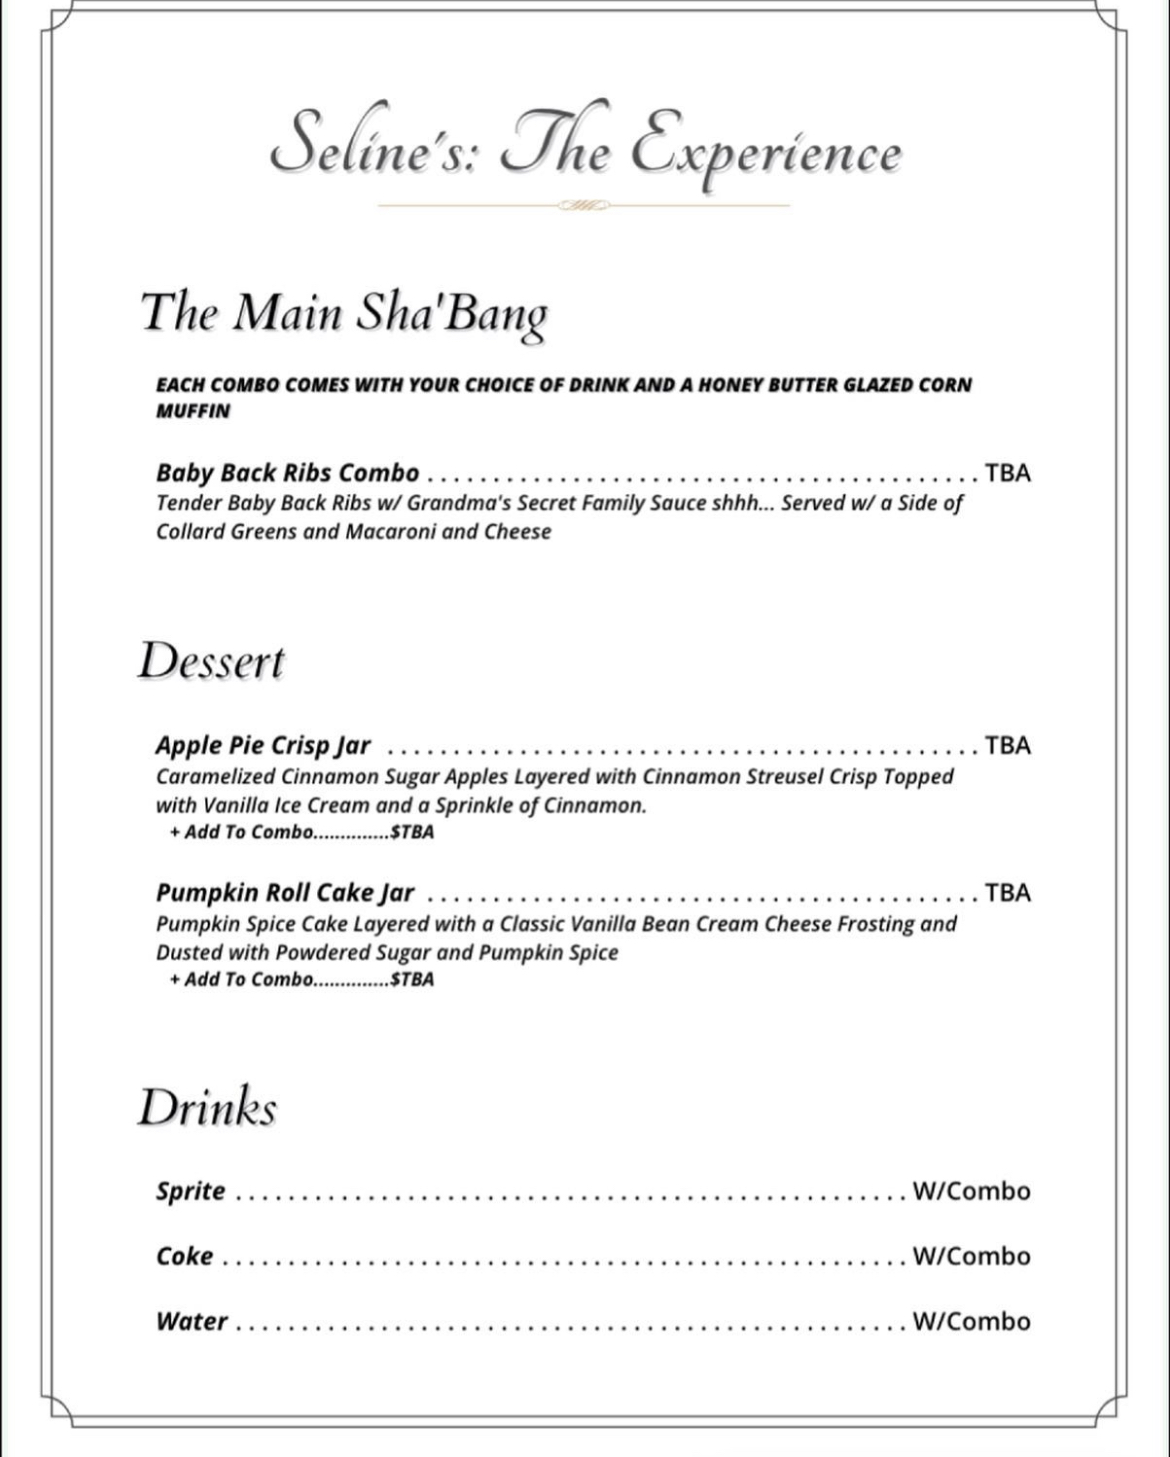 Seline's: The Experience
The Main Sha'Bang
EACH COMBO COMES WITH YOUR CHOICE OF DRINK AND A HONEY BUTTER GLAZED CORN
MUFFIN
Baby Back Ribs Combo . . . . . . . . . . . . . . . . . . . . . . . . . . . . . . . . . . . . . . . . . . TBA
Tender Baby Back Ribs w/ Grandma's Secret Family Sauce shhh... Served w/ a Side of
Collard Greens and Macaroni and Cheese
Dessert
Apple Pie Crisp Jar . . . . . . . . . . . . . . . . . . . . . . . . . . . . . . . . . . . . . . . . . . . . . TBA
Caramelized Cinnamon Sugar Apples Layered with Cinnamon Streusel Crisp Topped
with Vanilla Ice Cream and a Sprinkle of Cinnamon.
+ Add To Combo..............$TBA
Pumpkin Roll Cake Jar . . . . . . . . . . . . . . . . . . . . . . . . . . . . . . . . . . . . . . . . . . TBA
Pumpkin Spice Cake Layered with a Classic Vanilla Bean Cream Cheese Frosting and
Dusted with Powdered Sugar and Pumpkin Spice
+ Add To Combo..............$TBA
Drinks
Sprite . . . . . . . . . . . . . . . . . . . . . . . . . . . . . . . . . . . . . . . . . . . . . . . . . . . W/Combo
Coke . . . . . . . . . . . . . . . . . . . . . . . . . . . . . . . . . . . . . . . . . . . . . . . . . . . . W/Combo
Water . . . . . . . . . . . . . . . . . . . . . . . . . . . . . . . . . . . . . . . . . . . . . . . . . . . W/Combo